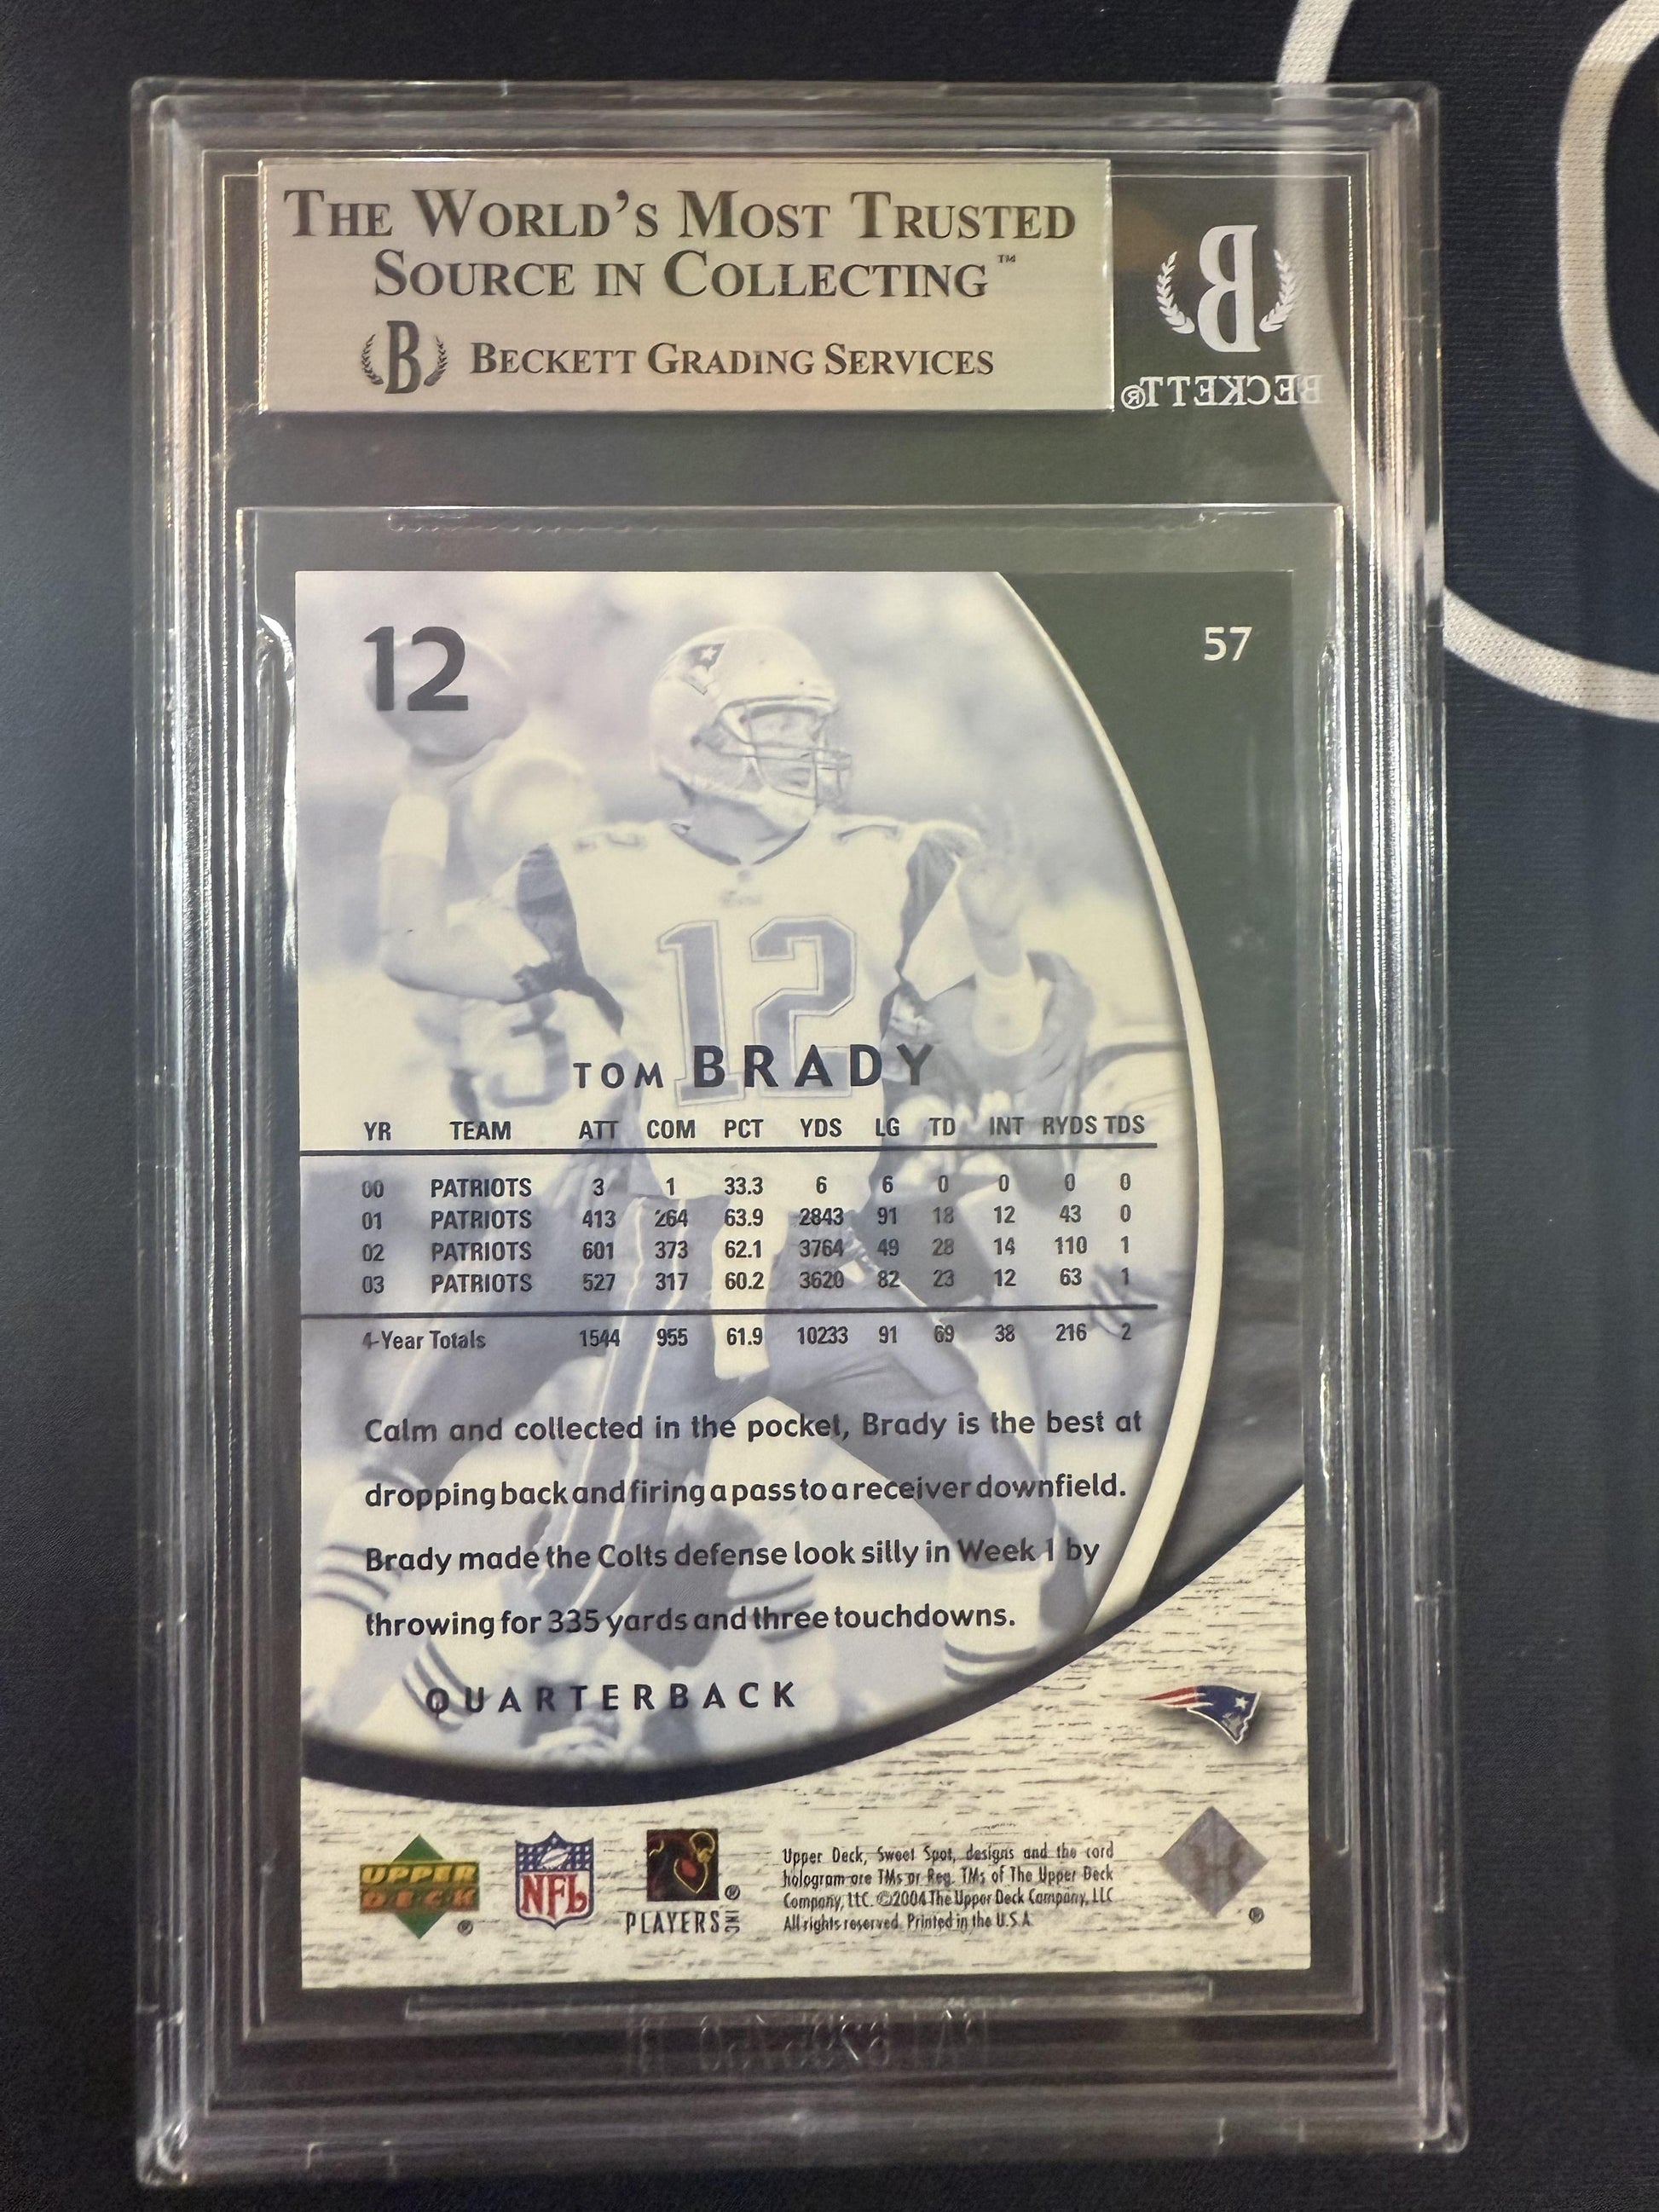 THE WORLD'S MOST TRUSTED
SOURCE IN COLLECTING™
B BECKETT GRADING SERVICES
B
BECKETT®
12
57
12
TOM BRADY
YR TEAM ATT COM PCT YDS LG TD INT RYDS TDS
00 PATRIOTS 3 1 33.3 6 6 0 0 0 0
01 PATRIOTS 413 264 63.9 2843 91 18 12 43 0
02 PATRIOTS 601 373 62.1 3764 49 28 14 110 1
03 PATRIOTS 527 317 60.2 3620 82 23 12 63 1
4-Year Totals 1544 955 61.9 10233 91 69 38 216 2
Calm and collected in the pocket, Brady is the best at
dropping back and firing a pass to a receiver downfield.
Brady made the Colts defense look silly in Week 1 by
throwing for 335 yards and three touchdowns.
QUARTERBACK
UPPER
DECK
®
NFL
®
PLAYERS INC
Upper Deck, Sweet Spot, designs and the card
hologram are TMs or Reg. TMs of The Upper Deck
Company, LLC. ©2004 The Upper Deck Company, LLC
All rights reserved. Printed in the U.S.A.
®